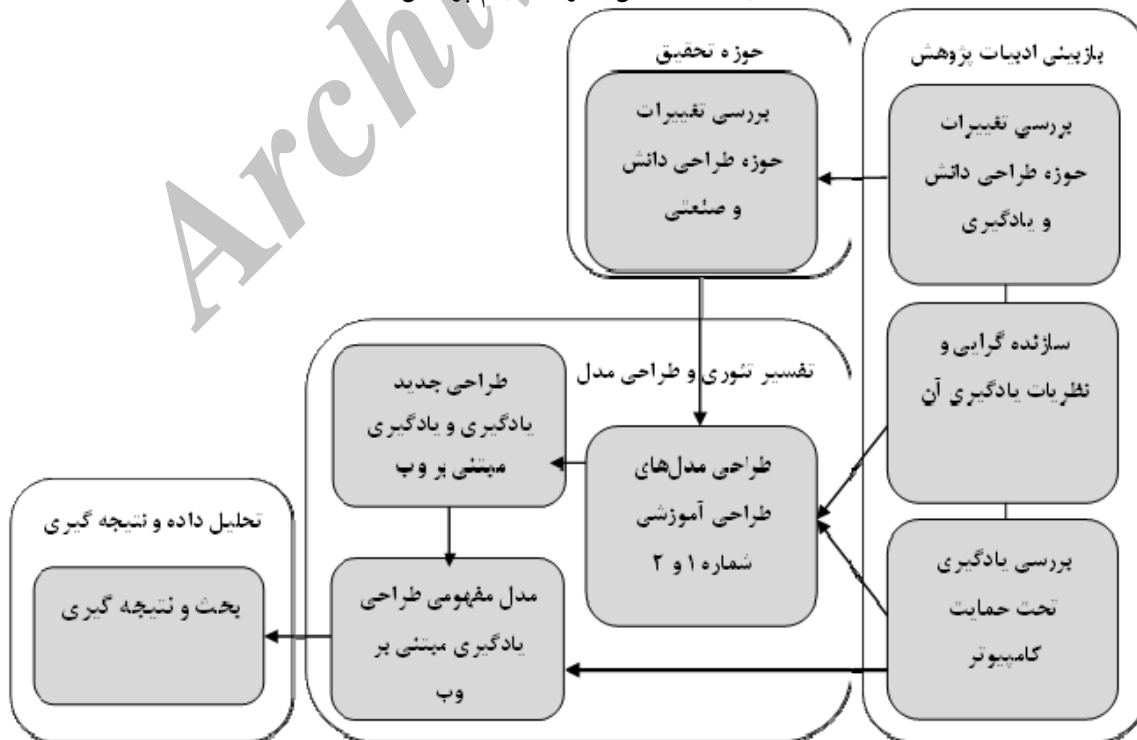 بازبینی ادبیات پژوهش
بررسی تغییرات
حوزه طراحی دانش
و یادگیری
سازنده گرایی و
نظریات یادگیری آن
بررسی یادگیری
تحت حمایت
کامپیوتر
حوزه تحقیق
بررسی تغییرات
حوزه طراحی دانش
و صنعتی
تفسیر تئوری و طراحی مدل
طراحی مدل‌های
طراحی آموزشی
شماره ۱ و ۲
طراحی جدید
یادگیری و یادگیری
مبتنی بر وب
مدل مفهومی طراحی
یادگیری مبتنی بر
وب
تحلیل داده و نتیجه گیری
بحث و نتیجه گیری